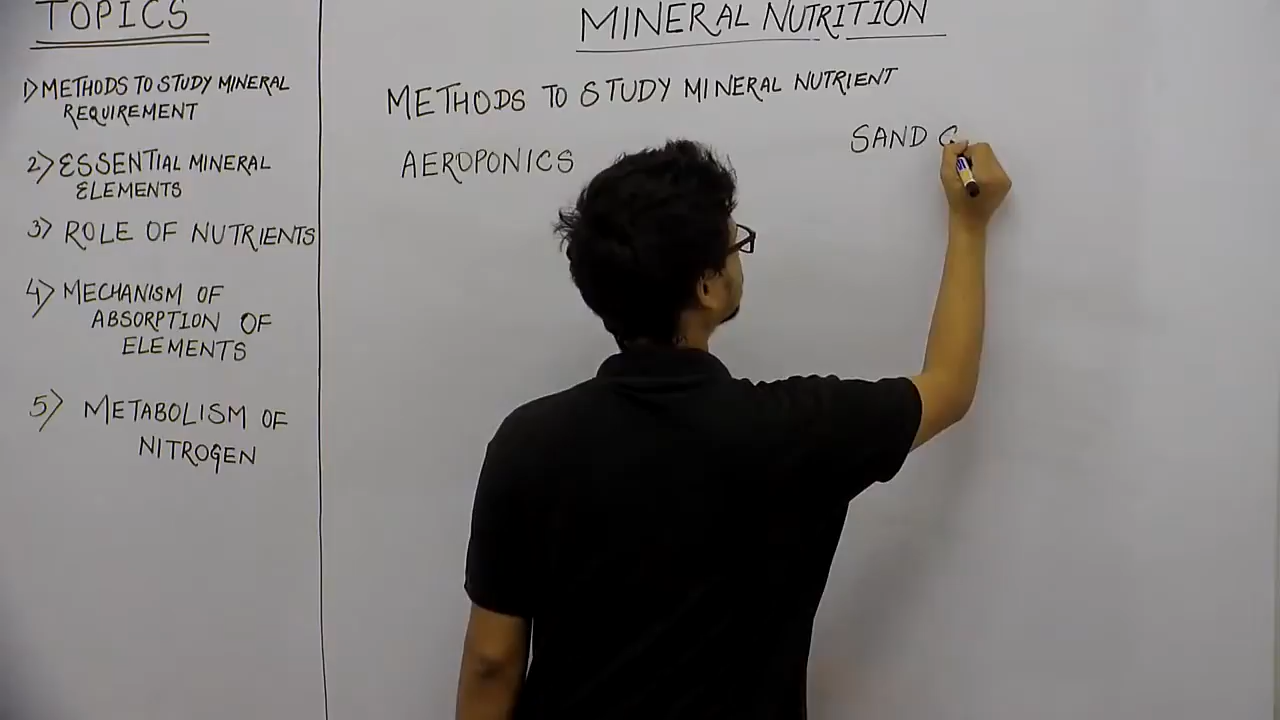 TOPICS
1) METHODS TO STUDY MINERAL
REQUIREMENT
2) ESSENTIAL MINERAL
ELEMENTS
3) ROLE OF NUTRIENTS
4) MECHANISM OF
ABSORPTION OF
ELEMENTS
5) METABOLISM OF
NITROGEN
MINERAL NUTRITION
METHODS TO STUDY MINERAL NUTRIENT
AEROPONICS
SAND C